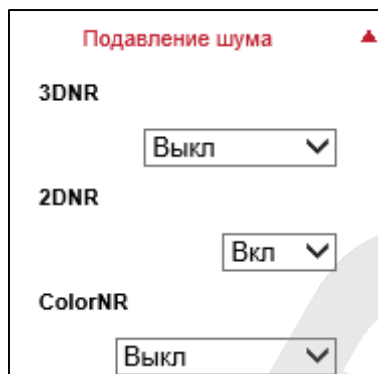 Подавление шума
3DNR
Выкл
2DNR
Вкл
ColorNR
Выкл